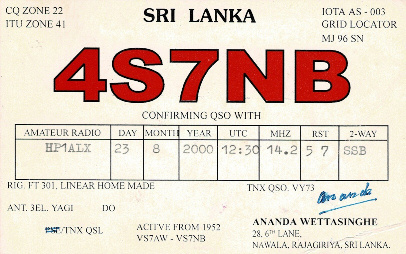 CQ ZONE 22
ITU ZONE 41
SRI LANKA
IOTA AS - 003
GRID LOCATOR
MJ 96 SN
4S7NB
CONFIRMING QSO WITH
AMATEUR RADIO DAY MONTH YEAR UTC MHZ RST 2-WAY
HP1ALX 23 8 2000 12:30 14.2 5 7 SSB
RIG. FT 301. LINEAR HOME MADE TNX QSO. VY73
Ananda
ANT. 3EL. YAGI DO
/TNX QSL
ACITVE FROM 1952
VS7AW - VS7NB
ANANDA WETTASINGHE
28. 6TH LANE,
NAWALA, RAJAGIRIYA, SRI LANKA.